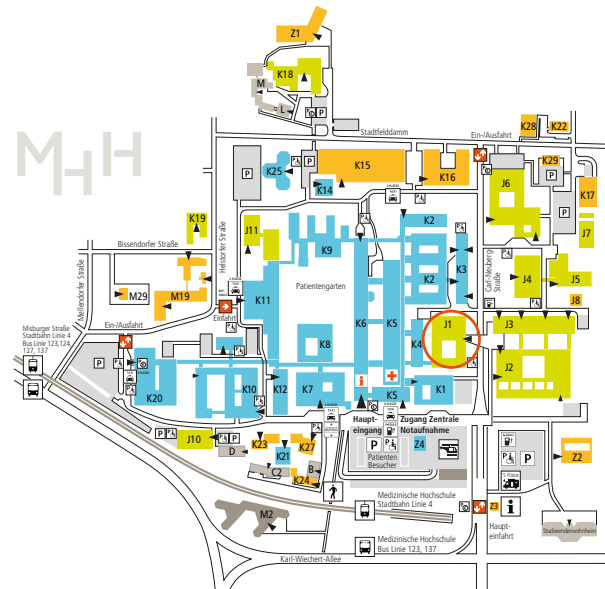 MHH
Z1
K18
M
L
P
Stadtfelddamm
Ein-/Ausfahrt
K28
K22
K25
K15
K16
K29
P
P
P
K14
J6
K17
P
K19
J11
K2
J7
Bissendorfer Straße
Helstorfer Straße
K9
K3
Mellendorfer Straße
Patientengarten
K2
Carl-Neuberg-
Straße
J4
J5
M29
M19
K11
K6
K5
J8
Ein-/Ausfahrt
Einfahrt
Misburger Straße
Stadtbahn Linie 4
Bus Linie 123,124,
127, 137
J1
J3
K8
K4
P
J2
K20
K10
K12
K7
K5
K1
Haupt-
eingang
Zugang Zentrale
Notaufnahme
J10
D
P
K23
K27
K21
P
Patienten
Besucher
Z4
P
Z2
C2
B
K24
M2
Medizinische Hochschule
Stadtbahn Linie 4
Z3
i
Haupt-
einfahrt
Studierendenwohnheim
Medizinische Hochschule
Bus Linie 123, 137
Karl-Wiechert-Allee